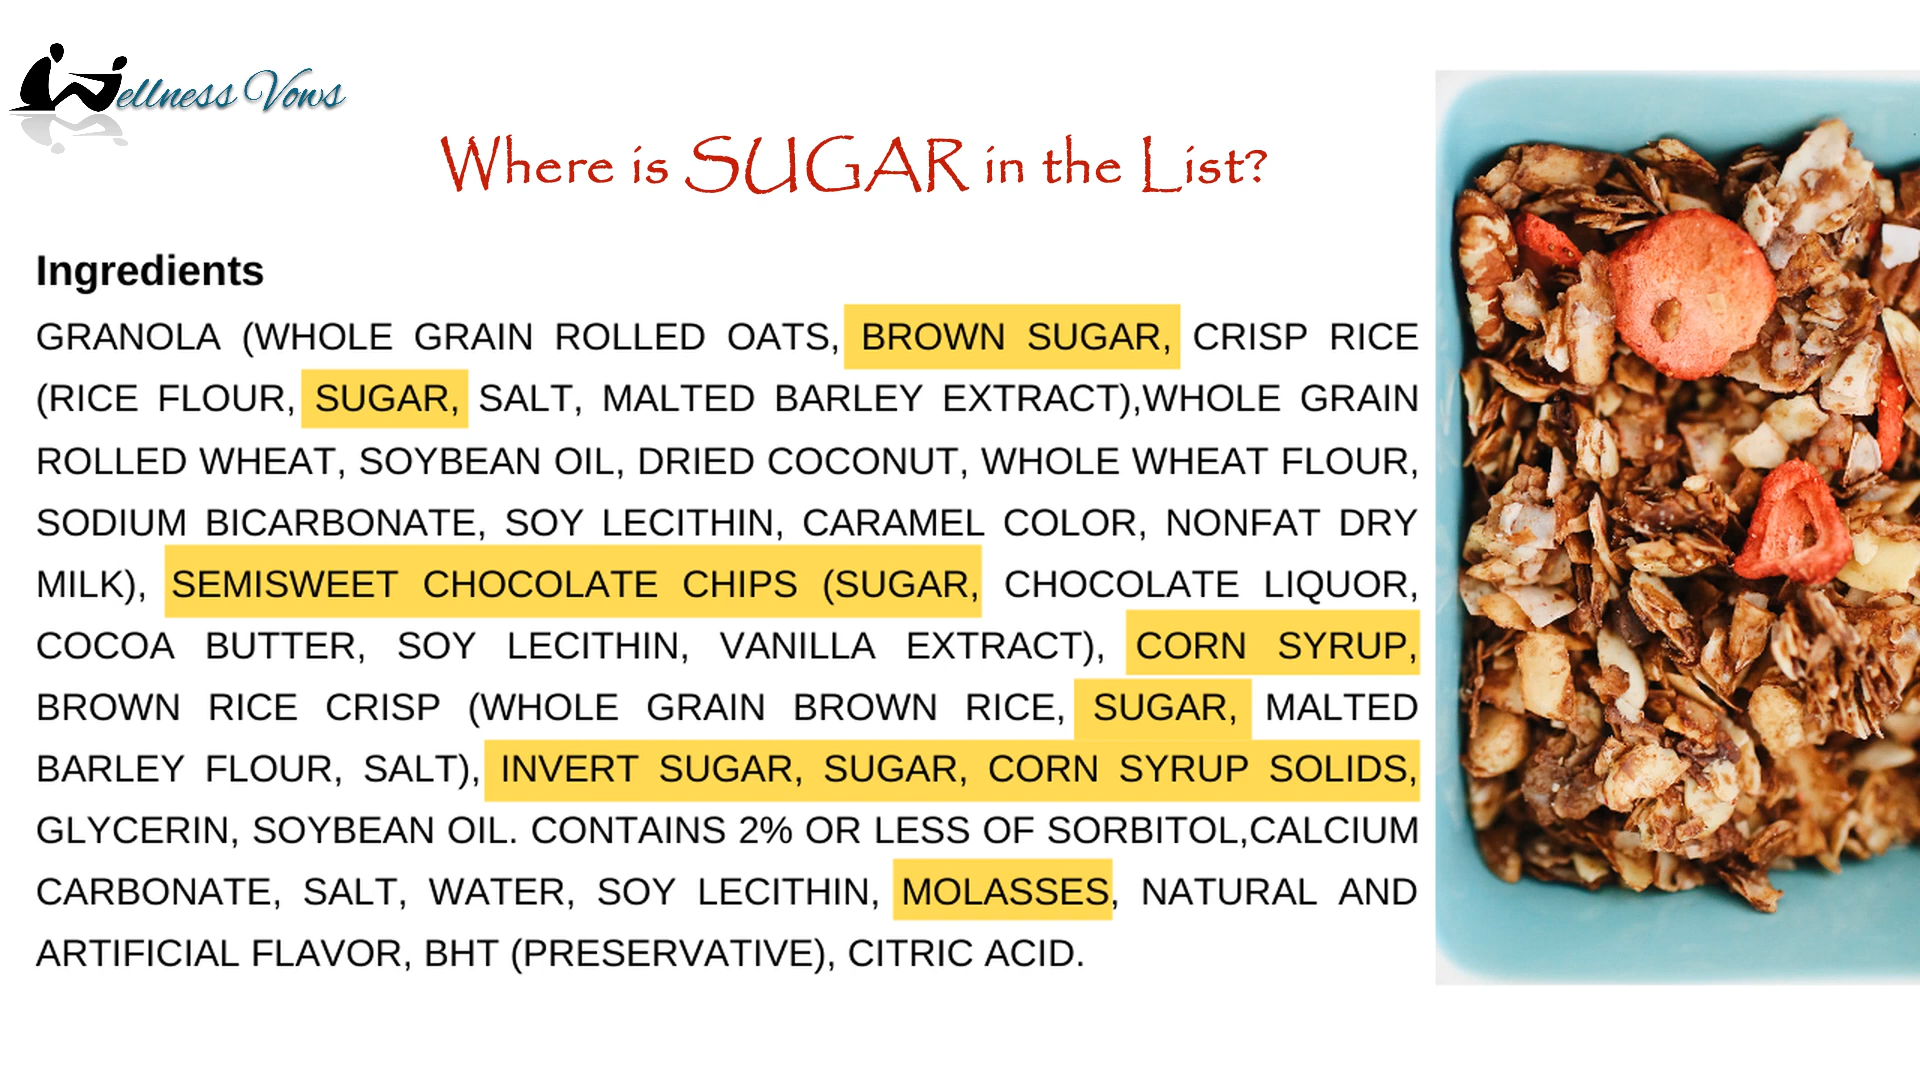 Wellness Vows
Where is SUGAR in the List?
Ingredients
GRANOLA (WHOLE GRAIN ROLLED OATS, BROWN SUGAR, CRISP RICE
(RICE FLOUR, SUGAR, SALT, MALTED BARLEY EXTRACT),WHOLE GRAIN
ROLLED WHEAT, SOYBEAN OIL, DRIED COCONUT, WHOLE WHEAT FLOUR,
SODIUM BICARBONATE, SOY LECITHIN, CARAMEL COLOR, NONFAT DRY
MILK), SEMISWEET CHOCOLATE CHIPS (SUGAR, CHOCOLATE LIQUOR,
COCOA BUTTER, SOY LECITHIN, VANILLA EXTRACT), CORN SYRUP,
BROWN RICE CRISP (WHOLE GRAIN BROWN RICE, SUGAR, MALTED
BARLEY FLOUR, SALT), INVERT SUGAR, SUGAR, CORN SYRUP SOLIDS,
GLYCERIN, SOYBEAN OIL. CONTAINS 2% OR LESS OF SORBITOL,CALCIUM
CARBONATE, SALT, WATER, SOY LECITHIN, MOLASSES, NATURAL AND
ARTIFICIAL FLAVOR, BHT (PRESERVATIVE), CITRIC ACID.